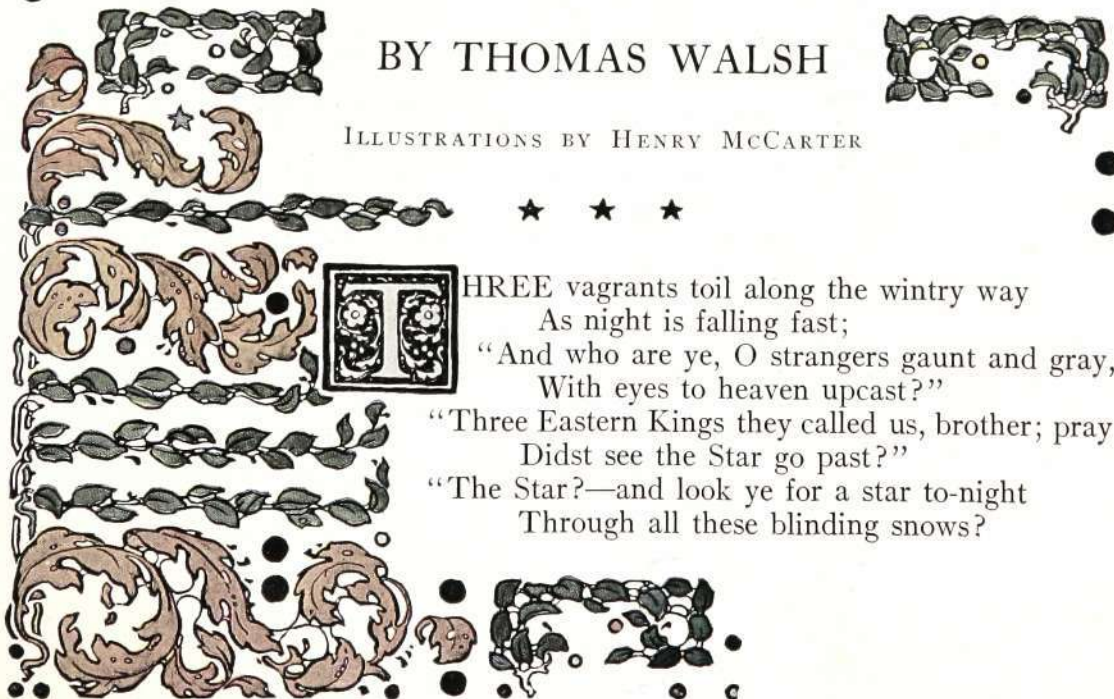 BY THOMAS WALSH
ILLUSTRATIONS BY HENRY MCCARTER
★ ★ ★
THREE vagrants toil along the wintry way
As night is falling fast;
“And who are ye, O strangers gaunt and gray,
With eyes to heaven upcast?”
“Three Eastern Kings they called us, brother; pray
Didst see the Star go past?”
“The Star?—and look ye for a star to-night
Through all these blinding snows?